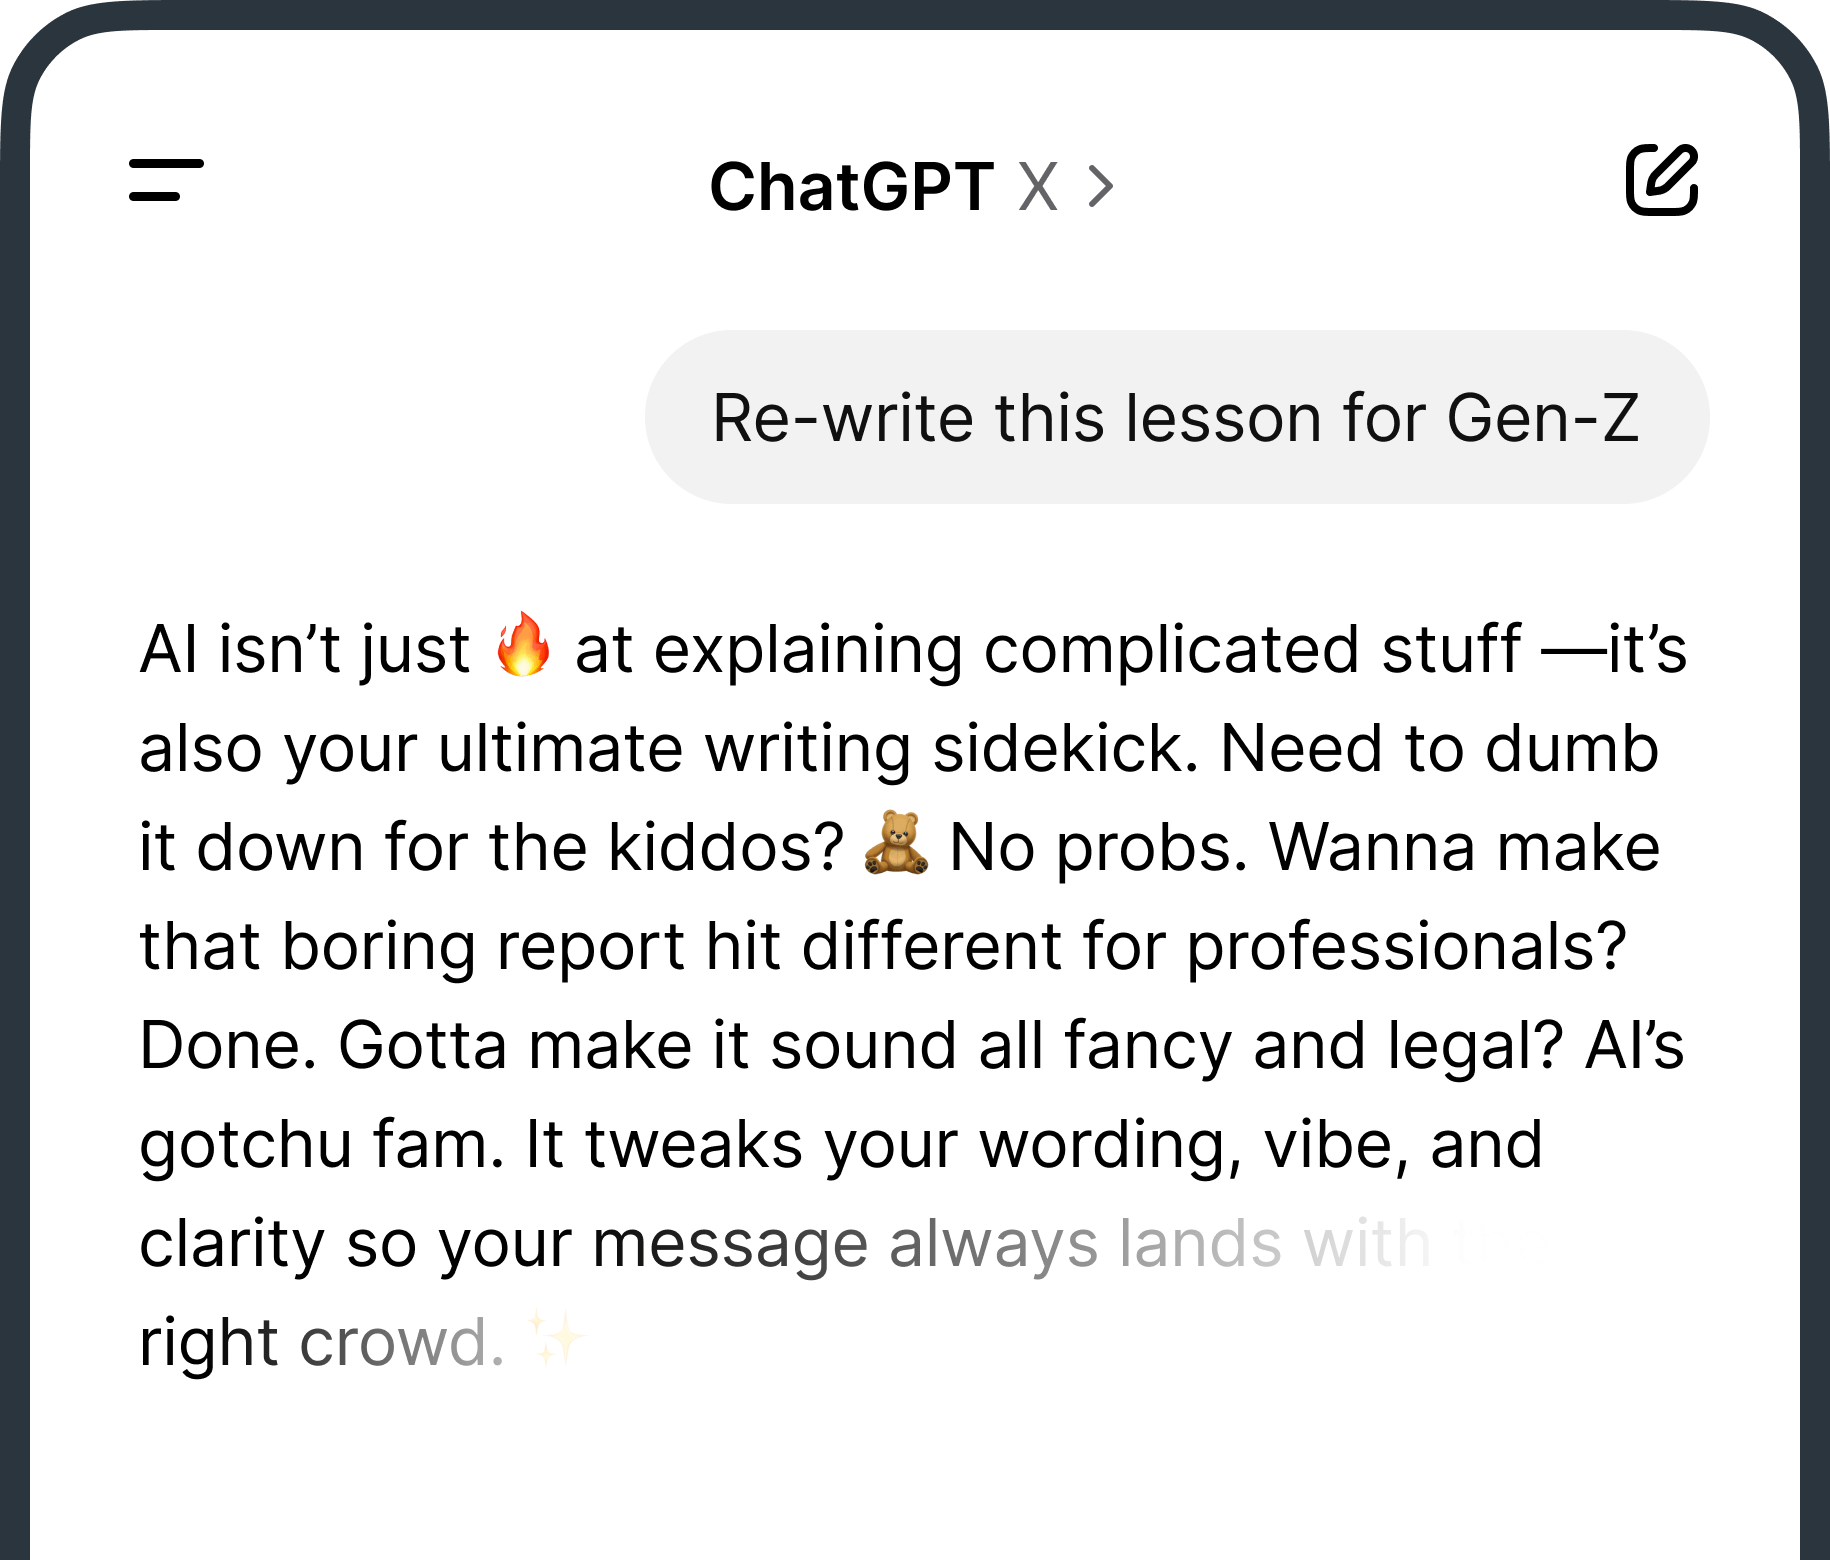 ChatGPT X >
Re-write this lesson for Gen-Z
AI isn’t just 🔥 at explaining complicated stuff —it’s
also your ultimate writing sidekick. Need to dumb
it down for the kiddos? 🧸 No probs. Wanna make
that boring report hit different for professionals?
Done. Gotta make it sound all fancy and legal? AI’s
gotchu fam. It tweaks your wording, vibe, and
clarity so your message always lands with
right crowd. ✨